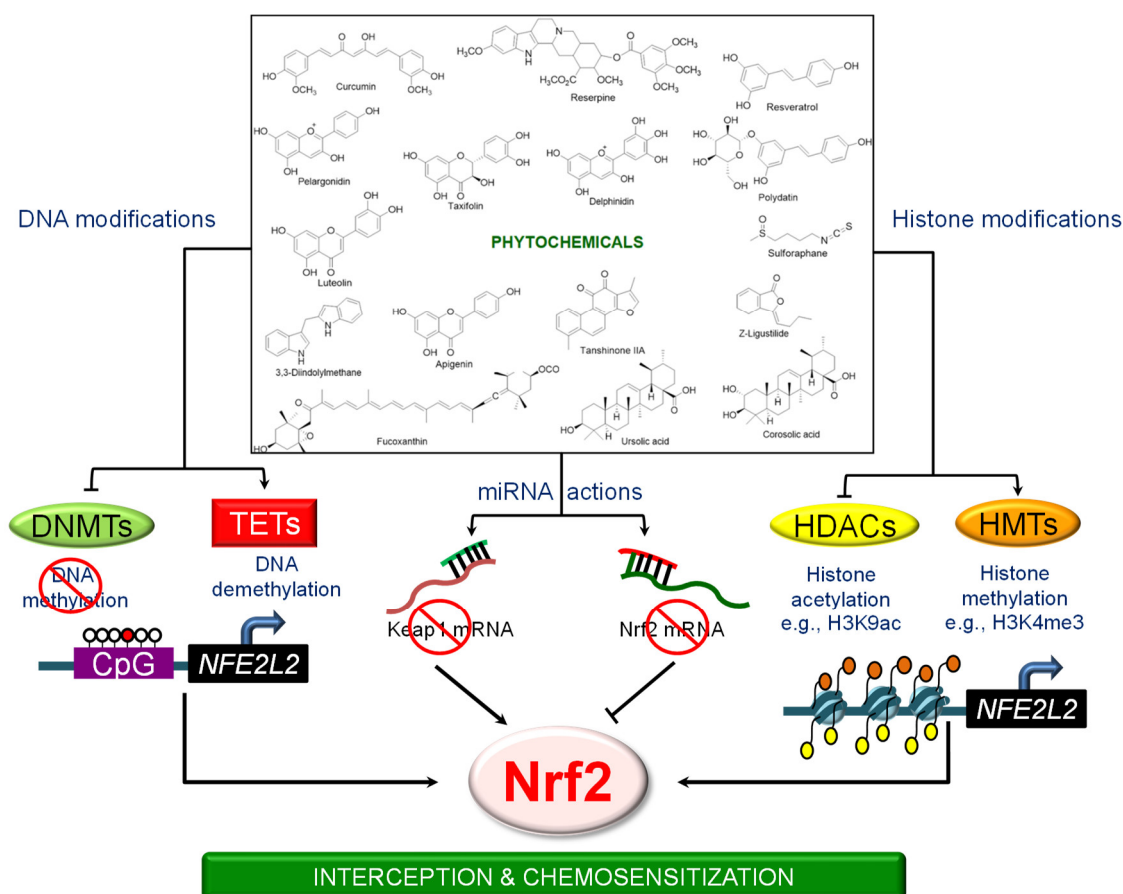 Curcumin
Reserpine
Resveratrol
Pelargonidin
Taxifolin
Delphinidin
Polydatin
DNA modifications
Histone modifications
Luteolin
PHYTOCHEMICALS
Sulforaphane
3,3-Diindolylmethane
Apigenin
Tanshinone IIA
Z-Ligustilide
Fucoxanthin
Ursolic acid
Corosolic acid
miRNA actions
DNMTs
TETs
HDACs
HMTs
DNA
methylation
DNA
demethylation
Keap1 mRNA
Nrf2 mRNA
Histone
acetylation
e.g., H3K9ac
Histone
methylation
e.g., H3K4me3
CpG
NFE2L2
NFE2L2
Nrf2
INTERCEPTION & CHEMOSENSITIZATION